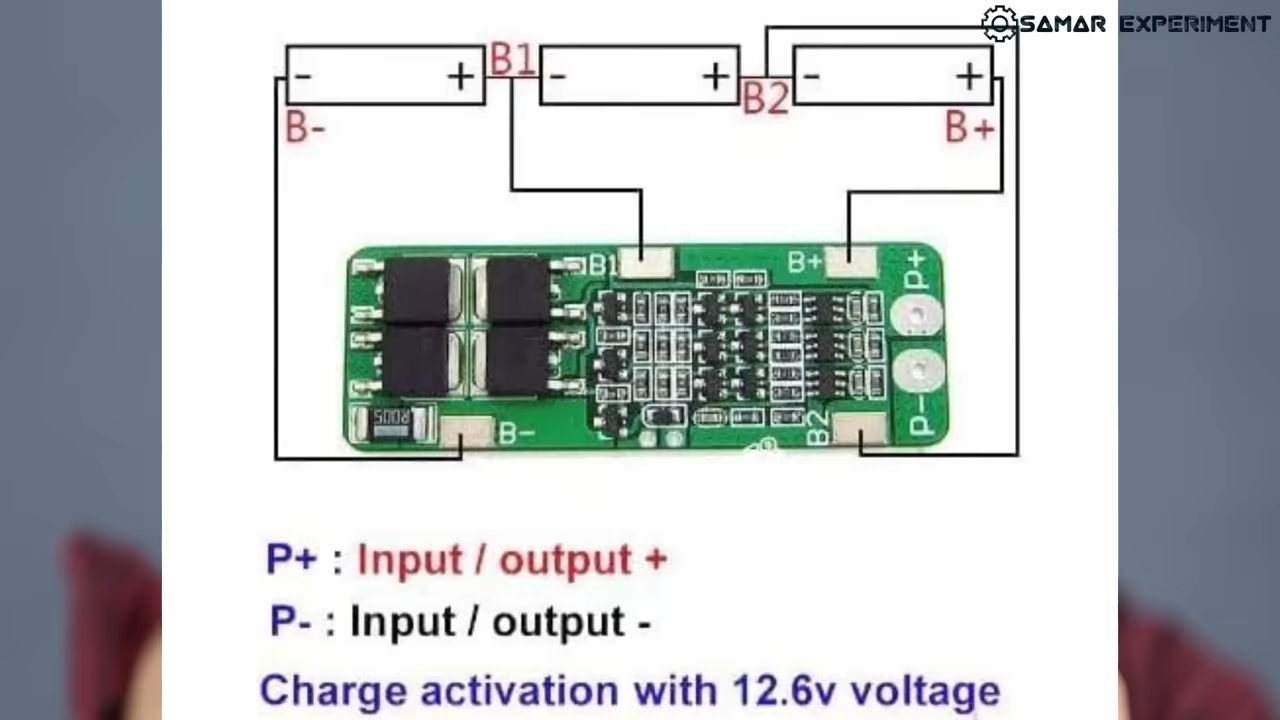 SAMAR EXPERIMENT
- + B1 - + B2 - +
B- B+
B1 B+ P+
R005
B- B2 P-
P+ : Input / output +
P- : Input / output -
Charge activation with 12.6v voltage